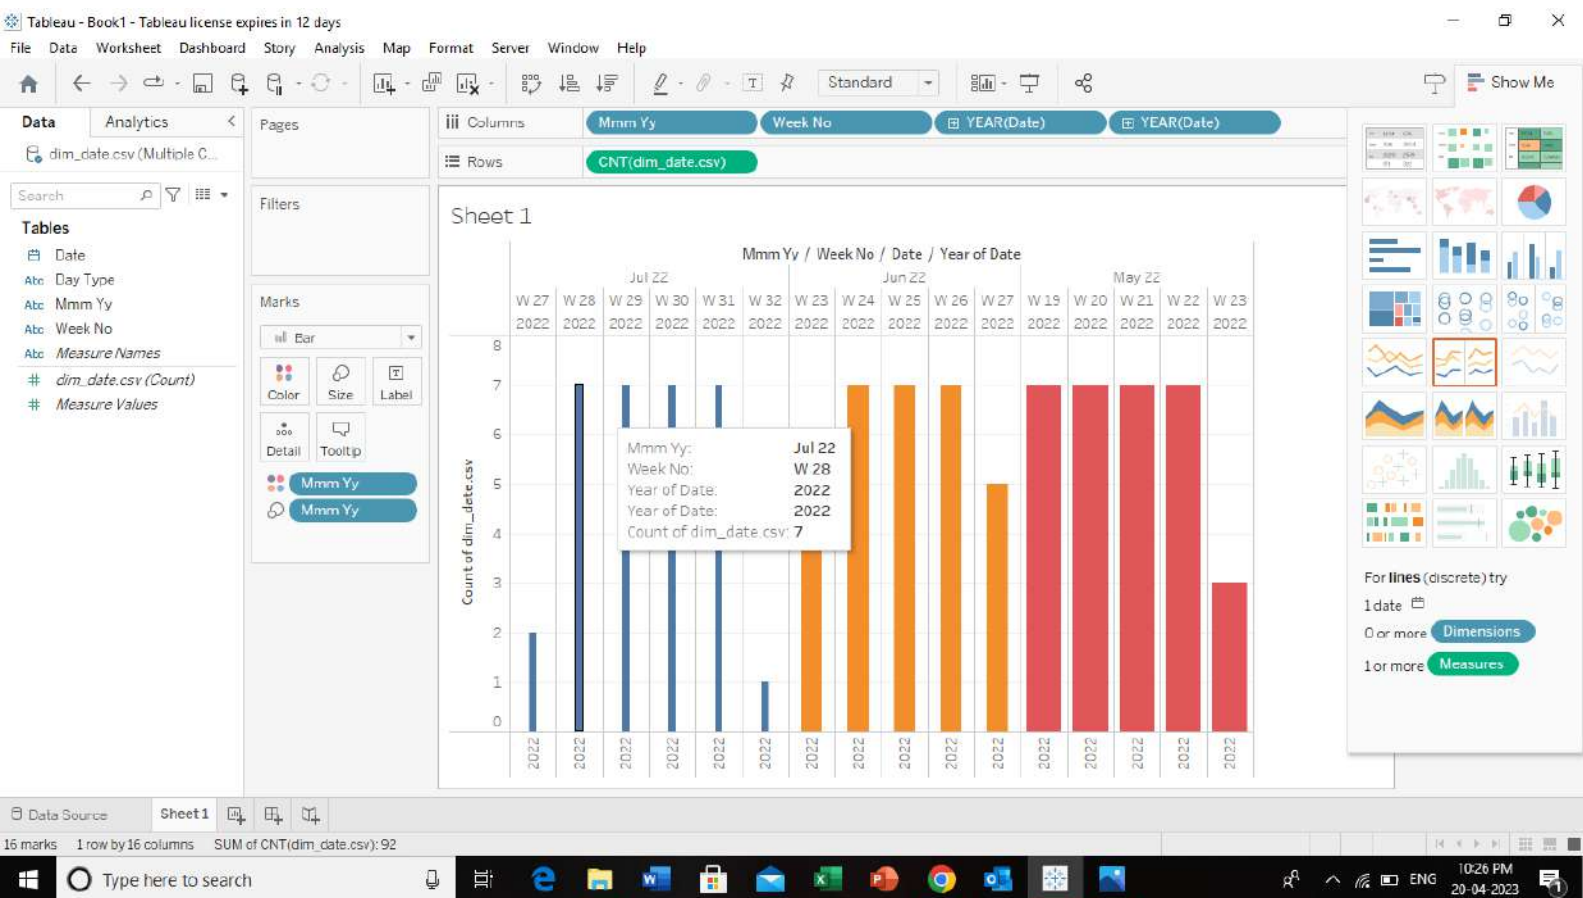 Tableau - Book1 - Tableau license expires in 12 days
File Data Worksheet Dashboard Story Analysis Map Format Server Window Help
Standard
Show Me
Data Analytics
dim_date.csv (Multiple C...
Search
Tables
Date
Abc Day Type
Abc Mmm Yy
Abc Week No
Abc Measure Names
# dim_date.csv (Count)
# Measure Values
Pages
Filters
Marks
Bar
Color Size Label
Detail Tooltip
Mmm Yy
Mmm Yy
Columns Mmm Yy Week No YEAR(Date) YEAR(Date)
Rows CNT(dim_date.csv)
Sheet 1
Mmm Yy / Week No / Date / Year of Date
Jul 22 Jun 22 May 22
W 27 W 28 W 29 W 30 W 31 W 32 W 23 W 24 W 25 W 26 W 27 W 19 W 20 W 21 W 22 W 23
2022 2022 2022 2022 2022 2022 2022 2022 2022 2022 2022 2022 2022 2022 2022 2022
8
7
6
5
4
3
2
1
0
Count of dim_date.csv
Mmm Yy: Jul 22
Week No: W 28
Year of Date: 2022
Year of Date: 2022
Count of dim_date.csv: 7
2022 2022 2022 2022 2022 2022 2022 2022 2022 2022 2022 2022 2022 2022 2022 2022
For lines (discrete) try
1 date
0 or more Dimensions
1 or more Measures
Data Source Sheet 1
16 marks 1 row by 16 columns SUM of CNT(dim_date.csv): 92
Type here to search
ENG
10:26 PM
20-04-2023
1